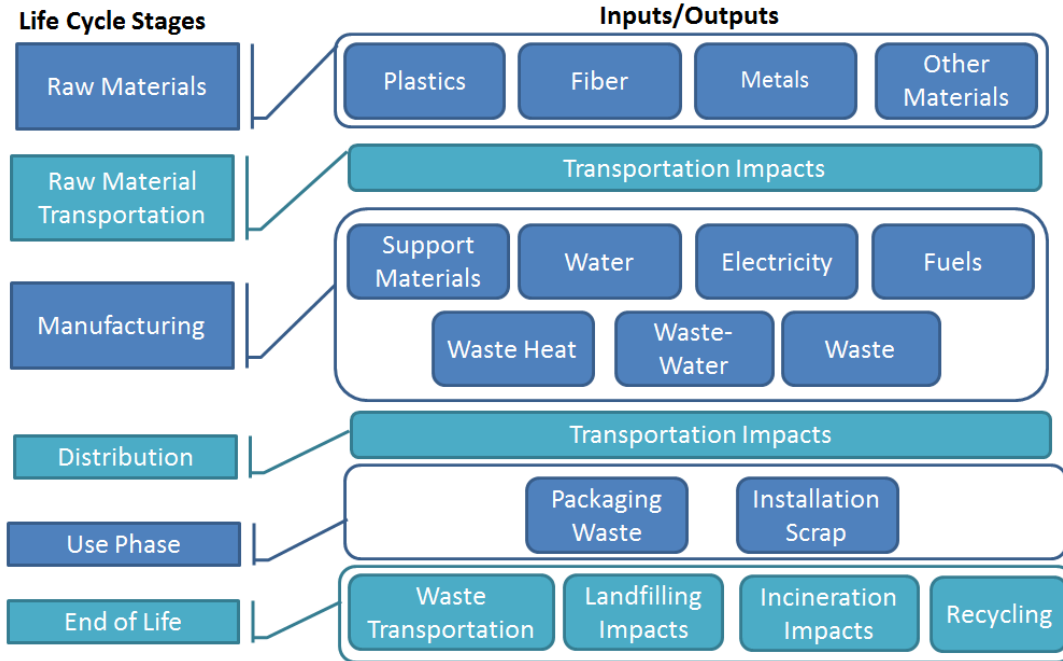 Life Cycle Stages
Inputs/Outputs
Raw Materials
Plastics
Fiber
Metals
Other
Materials
Raw Material
Transportation
Transportation Impacts
Manufacturing
Support
Materials
Water
Electricity
Fuels
Waste Heat
Waste-
Water
Waste
Distribution
Transportation Impacts
Use Phase
Packaging
Waste
Installation
Scrap
End of Life
Waste
Transportation
Landfilling
Impacts
Incineration
Impacts
Recycling